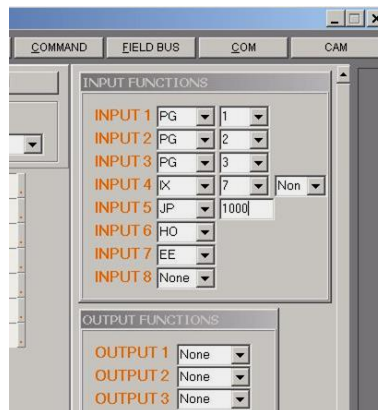 COMMAND FIELD BUS COM CAM
INPUT FUNCTIONS
INPUT 1 PG 1
INPUT 2 PG 2
INPUT 3 PG 3
INPUT 4 IX 7 Non
INPUT 5 JP 1000
INPUT 6 HO
INPUT 7 EE
INPUT 8 None
OUTPUT FUNCTIONS
OUTPUT 1 None
OUTPUT 2 None
OUTPUT 3 None